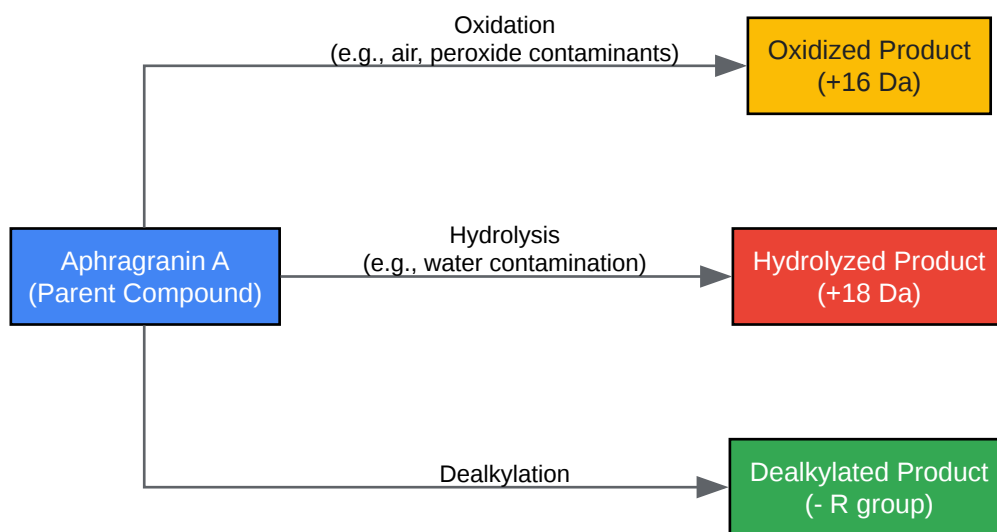 Oxidation
(e.g., air, peroxide contaminants)
Oxidized Product
(+16 Da)
Aphragranin A
(Parent Compound)
Hydrolysis
(e.g., water contamination)
Hydrolyzed Product
(+18 Da)
Dealkylation
Dealkylated Product
(- R group)